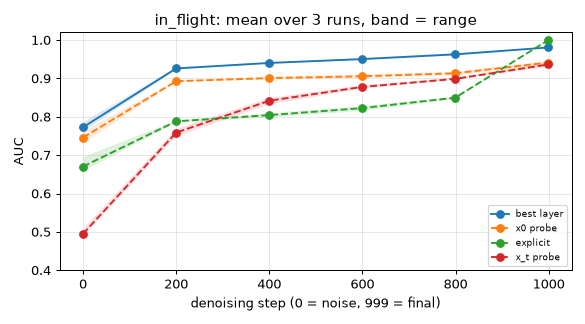 in_flight: mean over 3 runs, band = range
AUC
1.0
0.9
0.8
0.7
0.6
0.5
0.4
0
200
400
600
800
1000
denoising step (0 = noise, 999 = final)
best layer
x0 probe
explicit
x_t probe